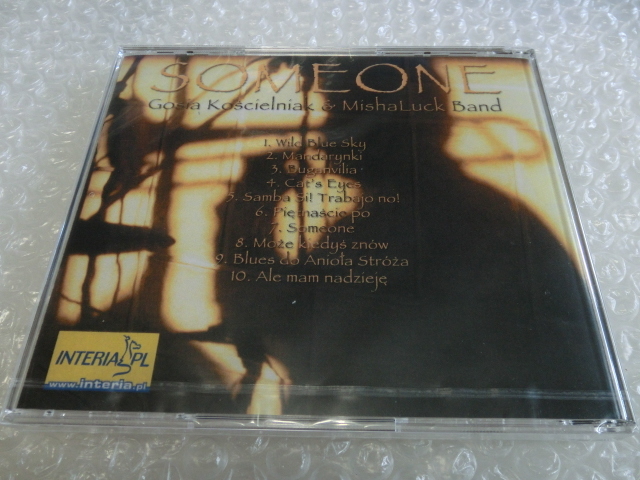 SOMEONE
Gosia Kościelniak & MishaLuck Band
1. Wild Blue Sky
2. Mandarynki
3. Buganvilia
4. Cat's Eyes
5. Samba Si! Trabajo no!
6. Piętnaście po
7. Someone
8. Może kiedyś znów
9. Blues do Anioła Stróża
10. Ale mam nadzieję
INTERIA.PL
www.interia.pl